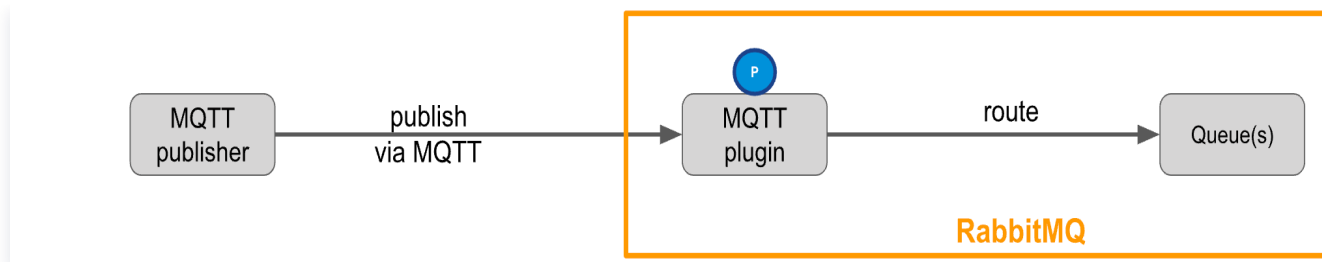 P
MQTT
publisher
publish
via MQTT
MQTT
plugin
route
Queue(s)
RabbitMQ